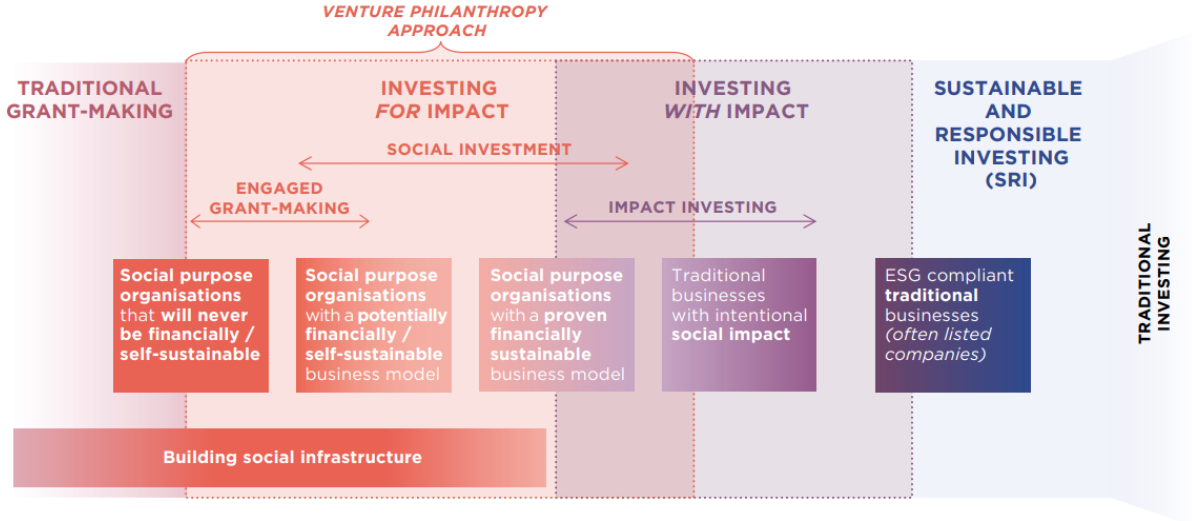 VENTURE PHILANTHROPY
APPROACH
TRADITIONAL
GRANT-MAKING
INVESTING
FOR IMPACT
INVESTING
WITH IMPACT
SUSTAINABLE
AND
RESPONSIBLE
INVESTING
(SRI)
SOCIAL INVESTMENT
ENGAGED
GRANT-MAKING
IMPACT INVESTING
Social purpose
organisations
that will never
be financially /
self-sustainable
Social purpose
organisations
with a potentially
financially /
self-sustainable
business model
Social purpose
organisations
with a proven
financially
sustainable
business model
Traditional
businesses
with intentional
social impact
ESG compliant
traditional
businesses
(often listed
companies)
TRADITIONAL
INVESTING
Building social infrastructure